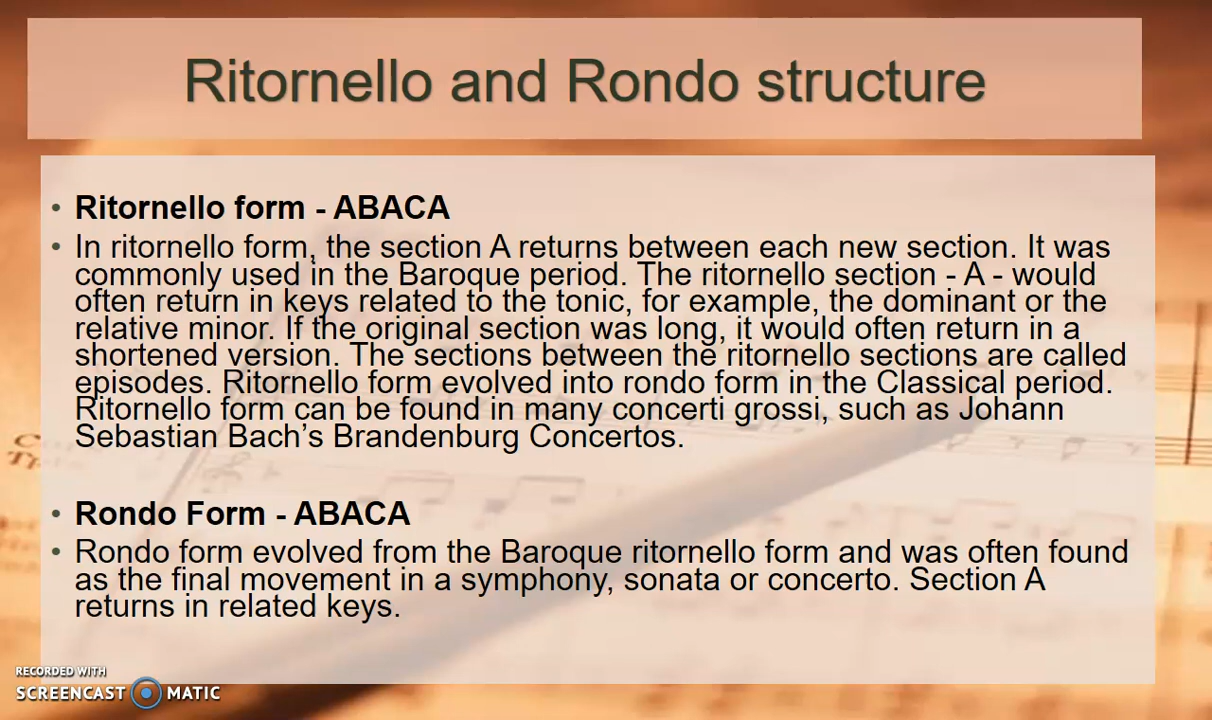 Ritornello and Rondo structure
• Ritornello form - ABACA
• In ritornello form, the section A returns between each new section. It was
commonly used in the Baroque period. The ritornello section - A - would
often return in keys related to the tonic, for example, the dominant or the
relative minor. If the original section was long, it would often return in a
shortened version. The sections between the ritornello sections are called
episodes. Ritornello form evolved into rondo form in the Classical period.
Ritornello form can be found in many concerti grossi, such as Johann
Sebastian Bach’s Brandenburg Concertos.
• Rondo Form - ABACA
• Rondo form evolved from the Baroque ritornello form and was often found
as the final movement in a symphony, sonata or concerto. Section A
returns in related keys.
RECORDED WITH
SCREENCAST MATIC